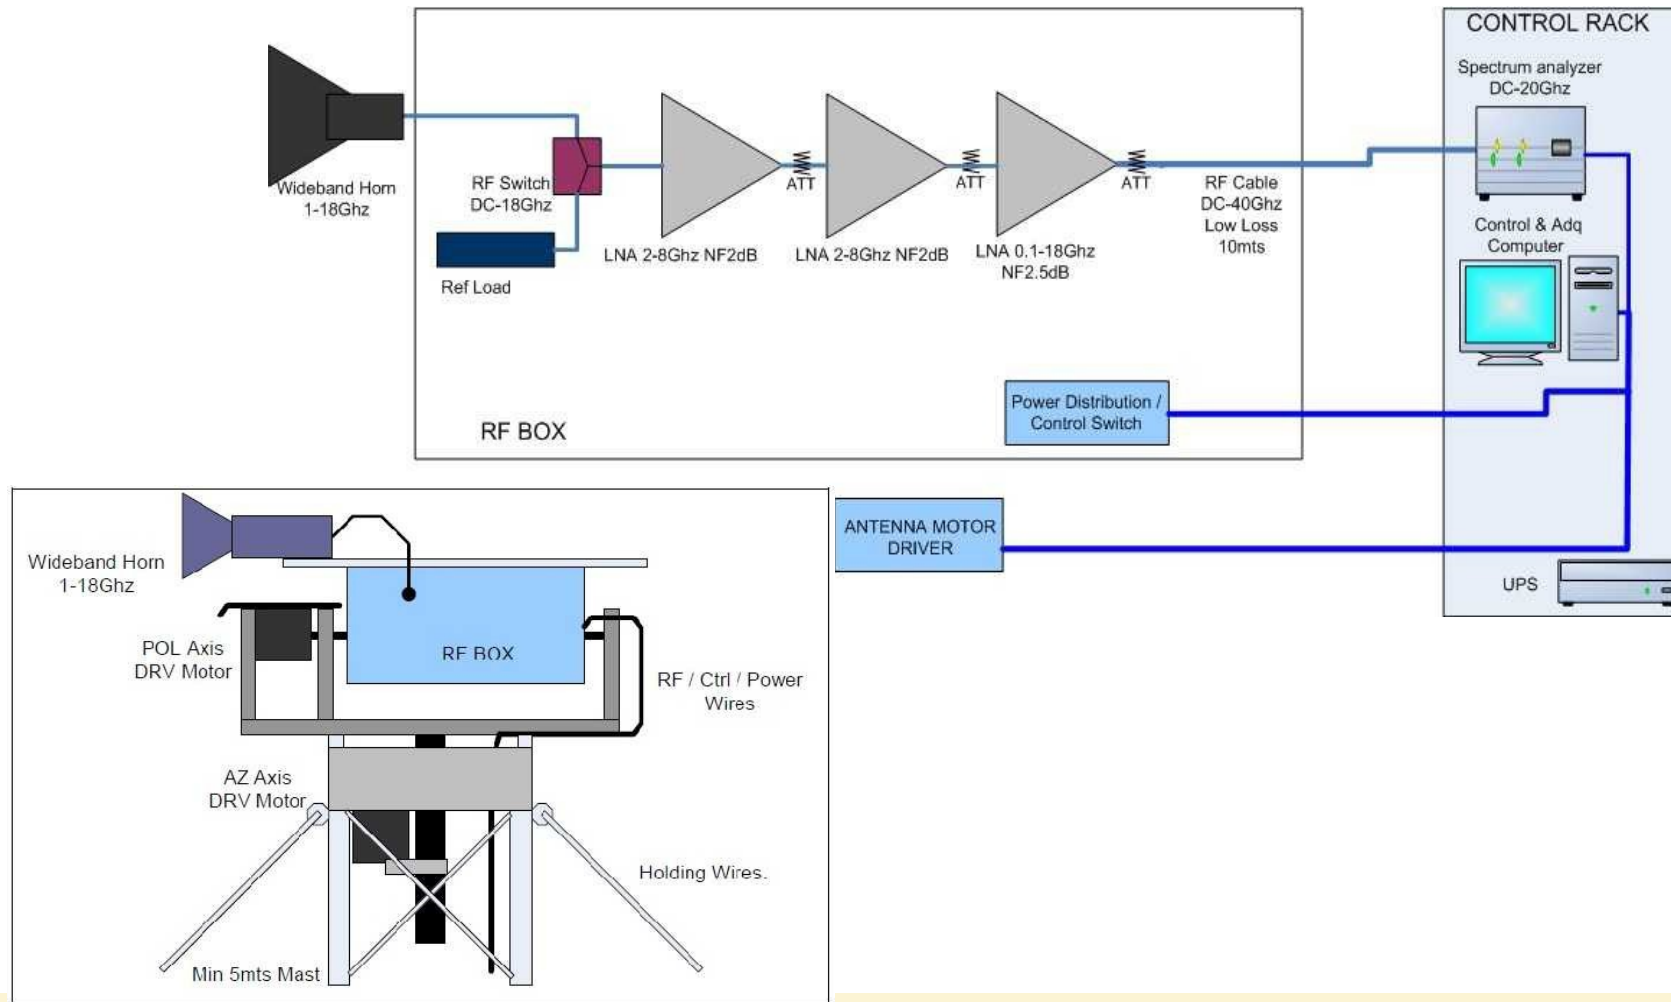 CONTROL RACK
Spectrum analyzer
DC-20Ghz
Wideband Horn
1-18Ghz
RF Switch
DC-18Ghz
Ref Load
LNA 2-8Ghz NF2dB
ATT
LNA 2-8Ghz NF2dB
ATT
LNA 0.1-18Ghz
NF2.5dB
ATT
RF Cable
DC-40Ghz
Low Loss
10mts
Control & Adq
Computer
Power Distribution /
Control Switch
RF BOX
ANTENNA MOTOR
DRIVER
UPS
Wideband Horn
1-18Ghz
POL Axis
DRV Motor
RF BOX
RF / Ctrl / Power
Wires
AZ Axis
DRV Motor
Holding Wires.
Min 5mts Mast